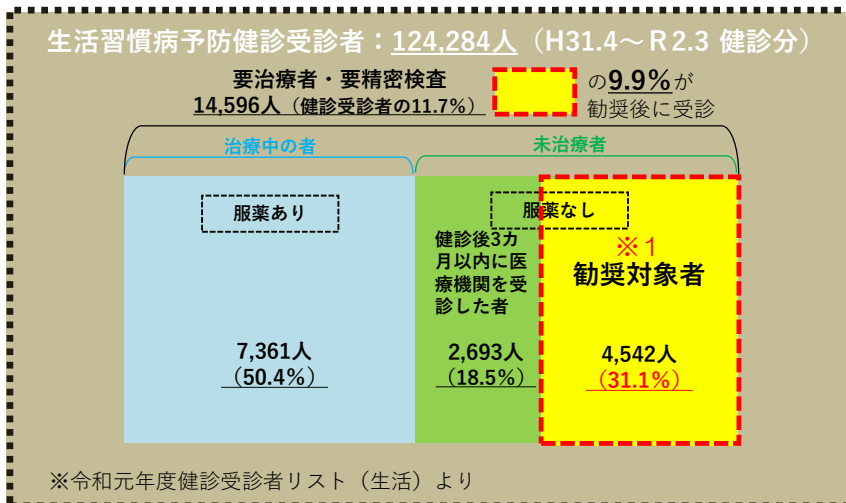 生活習慣病予防健診受診者：124,284人（H31.4～R2.3 健診分）
要治療者・要精密検査
14,596人（健診受診者の11.7%）
の9.9%が
勧奨後に受診
治療中の者
未治療者
服薬あり
服薬なし
健診後3カ
月以内に医
療機関を受
診した者
※1
勧奨対象者
7,361人
（50.4%）
2,693人
（18.5%）
4,542人
（31.1%）
※令和元年度健診受診者リスト（生活）より